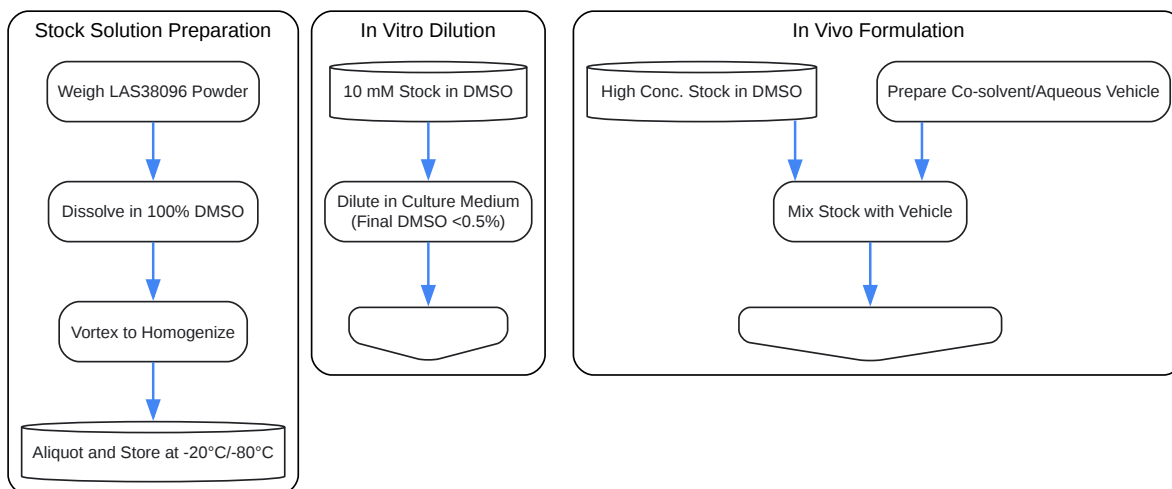 Stock Solution Preparation
Weigh LAS38096 Powder
Dissolve in 100% DMSO
Vortex to Homogenize
Aliquot and Store at -20°C/-80°C
In Vitro Dilution
10 mM Stock in DMSO
Dilute in Culture Medium
(Final DMSO <0.5%)
In Vivo Formulation
High Conc. Stock in DMSO
Prepare Co-solvent/Aqueous Vehicle
Mix Stock with Vehicle